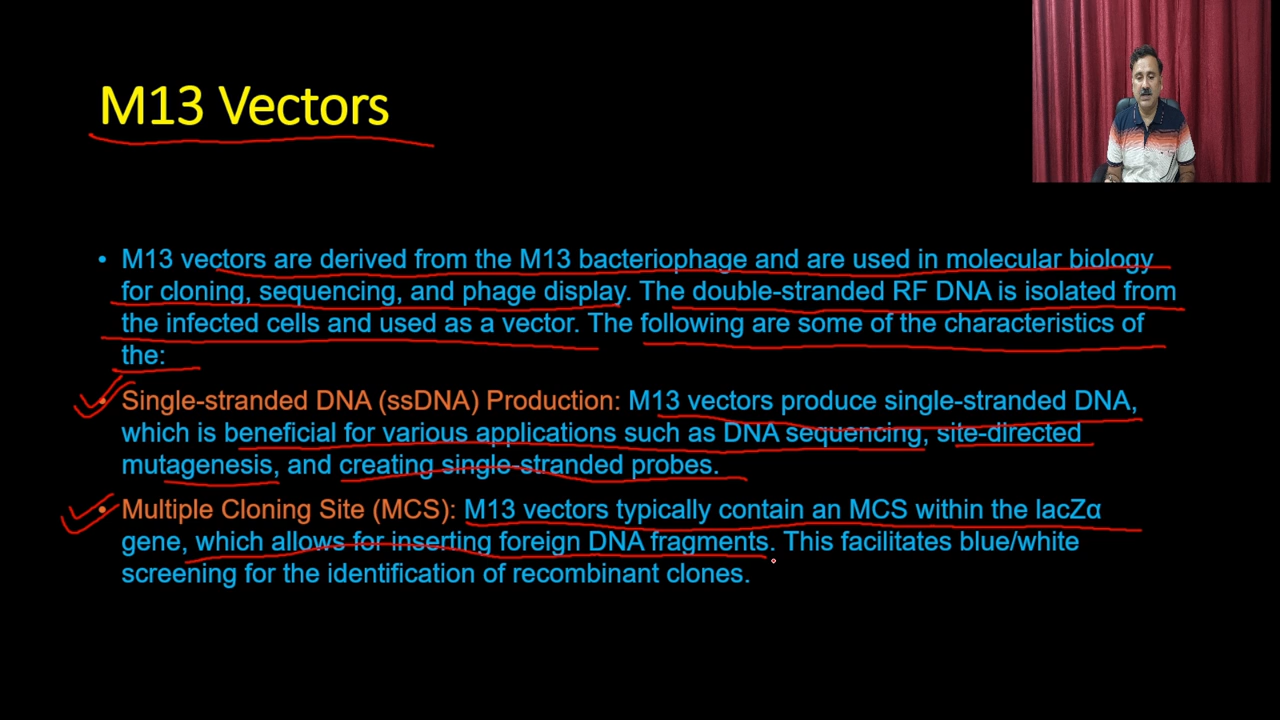 M13 Vectors
• M13 vectors are derived from the M13 bacteriophage and are used in molecular biology
for cloning, sequencing, and phage display. The double-stranded RF DNA is isolated from
the infected cells and used as a vector. The following are some of the characteristics of
the:
• Single-stranded DNA (ssDNA) Production: M13 vectors produce single-stranded DNA,
which is beneficial for various applications such as DNA sequencing, site-directed
mutagenesis, and creating single-stranded probes.
• Multiple Cloning Site (MCS): M13 vectors typically contain an MCS within the lacZα
gene, which allows for inserting foreign DNA fragments. This facilitates blue/white
screening for the identification of recombinant clones.